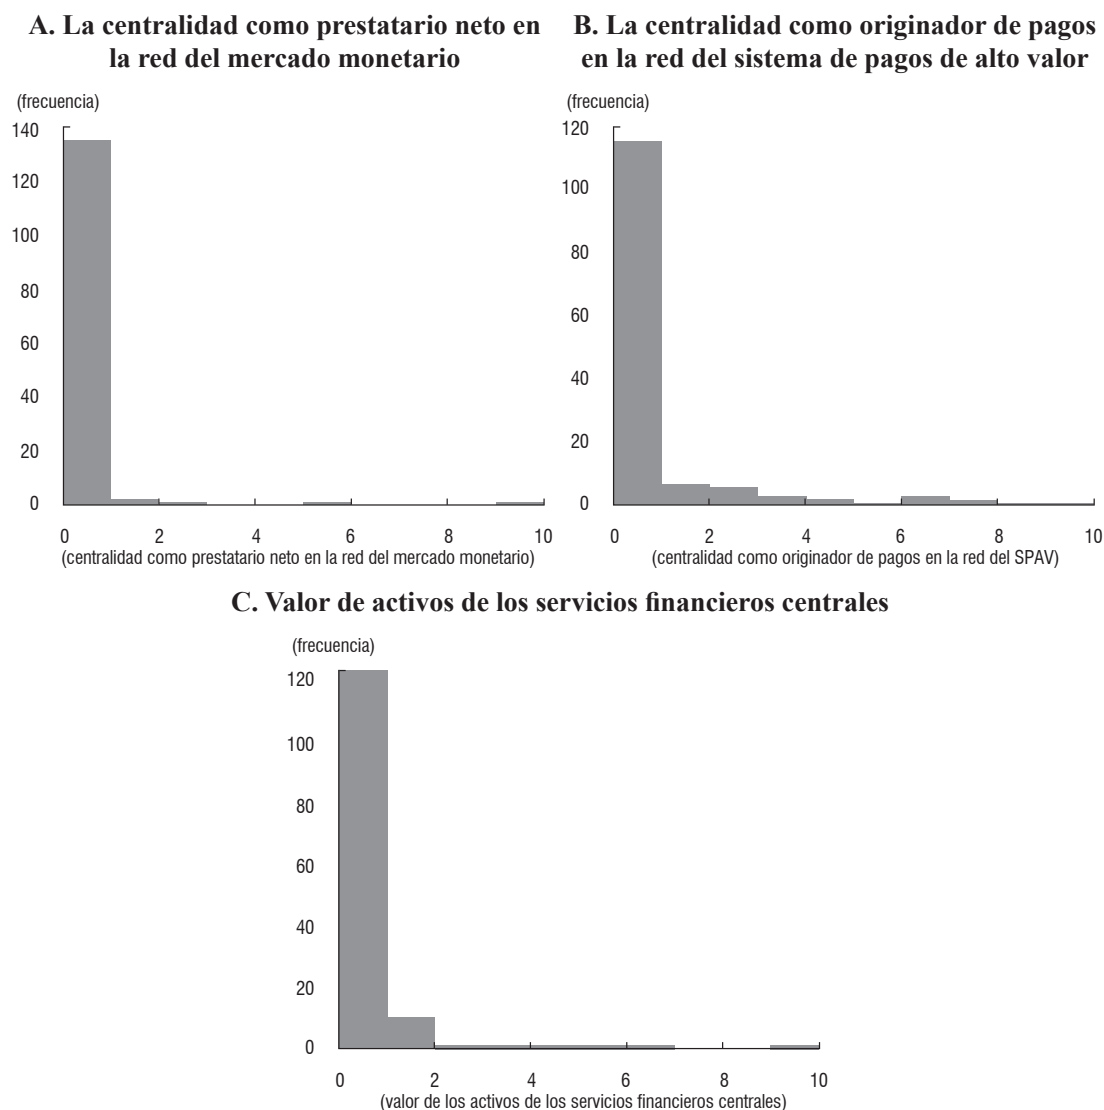 A. La centralidad como prestatario neto en
la red del mercado monetario
(frecuencia)
140
120
100
80
60
40
20
0
0 2 4 6 8 10
(centralidad como prestatario neto en la red del mercado monetario)
B. La centralidad como originador de pagos
en la red del sistema de pagos de alto valor
(frecuencia)
120
100
80
60
40
20
0
0 2 4 6 8 10
(centralidad como originador de pagos en la red del SPAV)
C. Valor de activos de los servicios financieros centrales
(frecuencia)
120
100
80
60
40
20
0
0 2 4 6 8 10
(valor de los activos de los servicios financieros centrales)